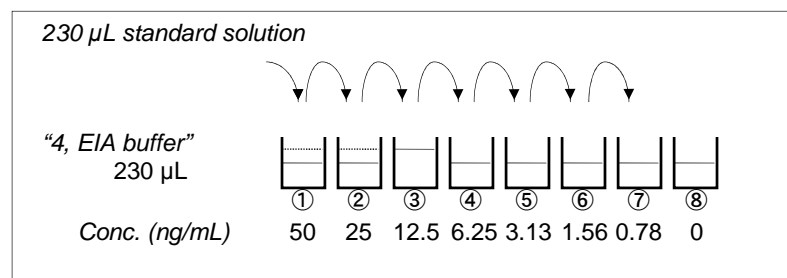 230 µL standard solution
“4, EIA buffer”
230 µL
① ② ③ ④ ⑤ ⑥ ⑦ ⑧
Conc. (ng/mL) 50 25 12.5 6.25 3.13 1.56 0.78 0